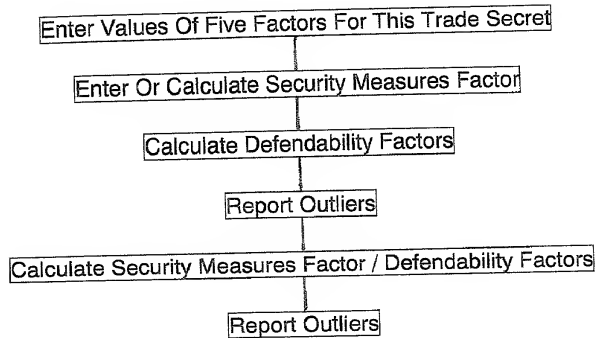 Enter Values Of Five Factors For This Trade Secret
Enter Or Calculate Security Measures Factor
Calculate Defendability Factors
Report Outliers
Calculate Security Measures Factor / Defendability Factors
Report Outliers